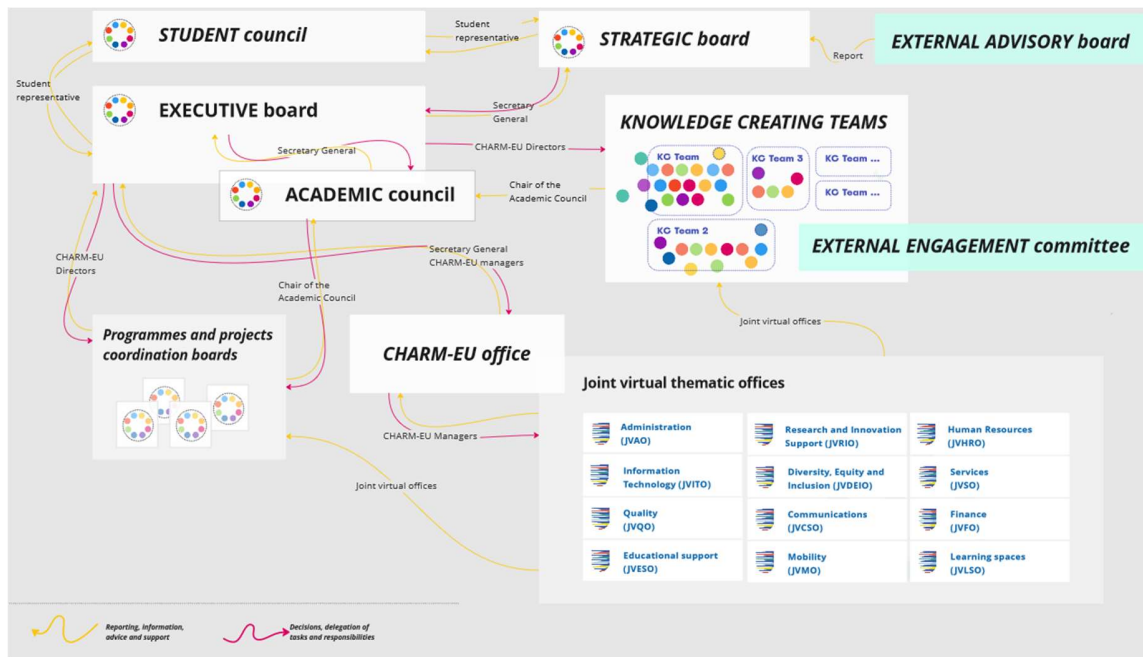 STUDENT council
Student
representative
STRATEGIC board
EXTERNAL ADVISORY board
Report
Student
representative
EXECUTIVE board
Secretary
General
Secretary General
CHARM-EU Directors
KNOWLEDGE CREATING TEAMS
KC Team
KC Team 3
KC Team ...
KC Team ...
KC Team 2
ACADEMIC council
Chair of the
Academic Council
EXTERNAL ENGAGEMENT committee
CHARM-EU
Directors
Secretary General
CHARM-EU managers
Chair of the
Academic Council
Joint virtual offices
Programmes and projects
coordination boards
CHARM-EU office
CHARM-EU Managers
Joint virtual offices
Joint virtual thematic offices
Administration
(JVAO)
Research and Innovation
Support (JVRIO)
Human Resources
(JVHRO)
Information
Technology (JVITO)
Diversity, Equity and
Inclusion (JVDEIO)
Services
(JVSO)
Quality
(JVQO)
Communications
(JVCSO)
Finance
(JVFO)
Educational support
(JVESO)
Mobility
(JVMO)
Learning spaces
(JVLSO)
Reporting, information,
advice and support
Decisions, delegation of
tasks and responsibilities